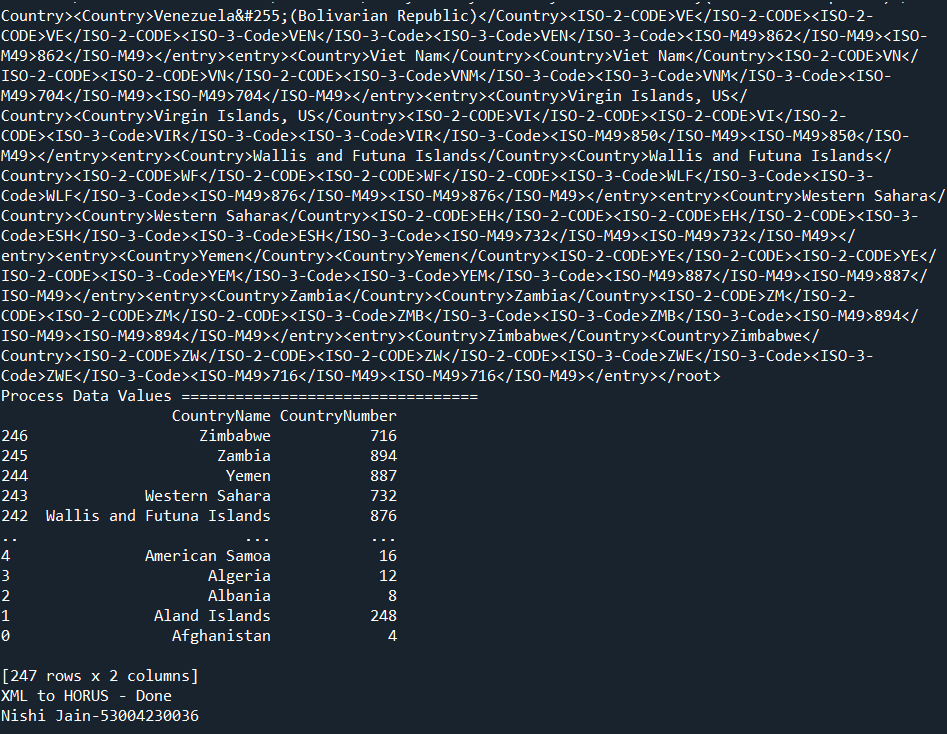 Country><Country>Venezuela&#255;(Bolivarian Republic)</Country><ISO-2-CODE>VE</ISO-2-CODE><ISO-2-
CODE>VE</ISO-2-CODE><ISO-3-Code>VEN</ISO-3-Code><ISO-3-Code>VEN</ISO-3-Code><ISO-M49>862</ISO-M49><ISO-
M49>862</ISO-M49></entry><entry><Country>Viet Nam</Country><Country>Viet Nam</Country><ISO-2-CODE>VN</
ISO-2-CODE><ISO-2-CODE>VN</ISO-2-CODE><ISO-3-Code>VNM</ISO-3-Code><ISO-3-Code>VNM</ISO-3-Code><ISO-
M49>704</ISO-M49><ISO-M49>704</ISO-M49></entry><entry><Country>Virgin Islands, US</
Country><Country>Virgin Islands, US</Country><ISO-2-CODE>VI</ISO-2-CODE><ISO-2-CODE>VI</ISO-2-
CODE><ISO-3-Code>VIR</ISO-3-Code><ISO-3-Code>VIR</ISO-3-Code><ISO-M49>850</ISO-M49><ISO-M49>850</ISO-
M49></entry><entry><Country>Wallis and Futuna Islands</Country><Country>Wallis and Futuna Islands</
Country><ISO-2-CODE>WF</ISO-2-CODE><ISO-2-CODE>WF</ISO-2-CODE><ISO-3-Code>WLF</ISO-3-Code><ISO-3-
Code>WLF</ISO-3-Code><ISO-M49>876</ISO-M49><ISO-M49>876</ISO-M49></entry><entry><Country>Western Sahara</
Country><Country>Western Sahara</Country><ISO-2-CODE>EH</ISO-2-CODE><ISO-2-CODE>EH</ISO-2-CODE><ISO-3-
Code>ESH</ISO-3-Code><ISO-3-Code>ESH</ISO-3-Code><ISO-M49>732</ISO-M49><ISO-M49>732</ISO-M49></
entry><entry><Country>Yemen</Country><Country>Yemen</Country><ISO-2-CODE>YE</ISO-2-CODE><ISO-2-CODE>YE</
ISO-2-CODE><ISO-3-Code>YEM</ISO-3-Code><ISO-3-Code>YEM</ISO-3-Code><ISO-M49>887</ISO-M49><ISO-M49>887</
ISO-M49></entry><entry><Country>Zambia</Country><Country>Zambia</Country><ISO-2-CODE>ZM</ISO-2-
CODE><ISO-2-CODE>ZM</ISO-2-CODE><ISO-3-Code>ZMB</ISO-3-Code><ISO-3-Code>ZMB</ISO-3-Code><ISO-M49>894</
ISO-M49><ISO-M49>894</ISO-M49></entry><entry><Country>Zimbabwe</Country><Country>Zimbabwe</
Country><ISO-2-CODE>ZW</ISO-2-CODE><ISO-2-CODE>ZW</ISO-2-CODE><ISO-3-Code>ZWE</ISO-3-Code><ISO-3-
Code>ZWE</ISO-3-Code><ISO-M49>716</ISO-M49><ISO-M49>716</ISO-M49></entry></root>
Process Data Values =================================
CountryName CountryNumber
246 Zimbabwe 716
245 Zambia 894
244 Yemen 887
243 Western Sahara 732
242 Wallis and Futuna Islands 876
.. ... ...
4 American Samoa 16
3 Algeria 12
2 Albania 8
1 Aland Islands 248
0 Afghanistan 4
[247 rows x 2 columns]
XML to HORUS - Done
Nishi Jain-53004230036